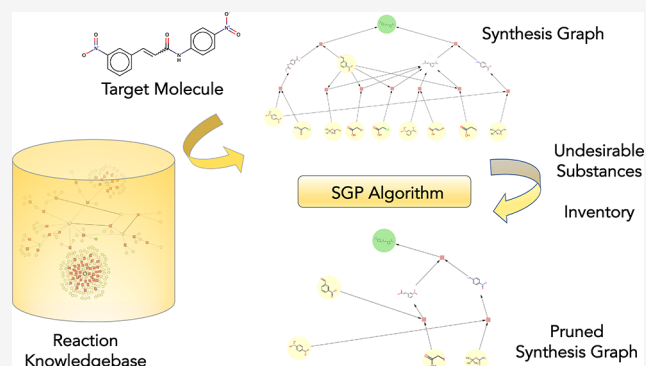 Target Molecule
Synthesis Graph
Undesirable
Substances
SGP Algorithm
Inventory
Reaction
Knowledgebase
Pruned
Synthesis Graph